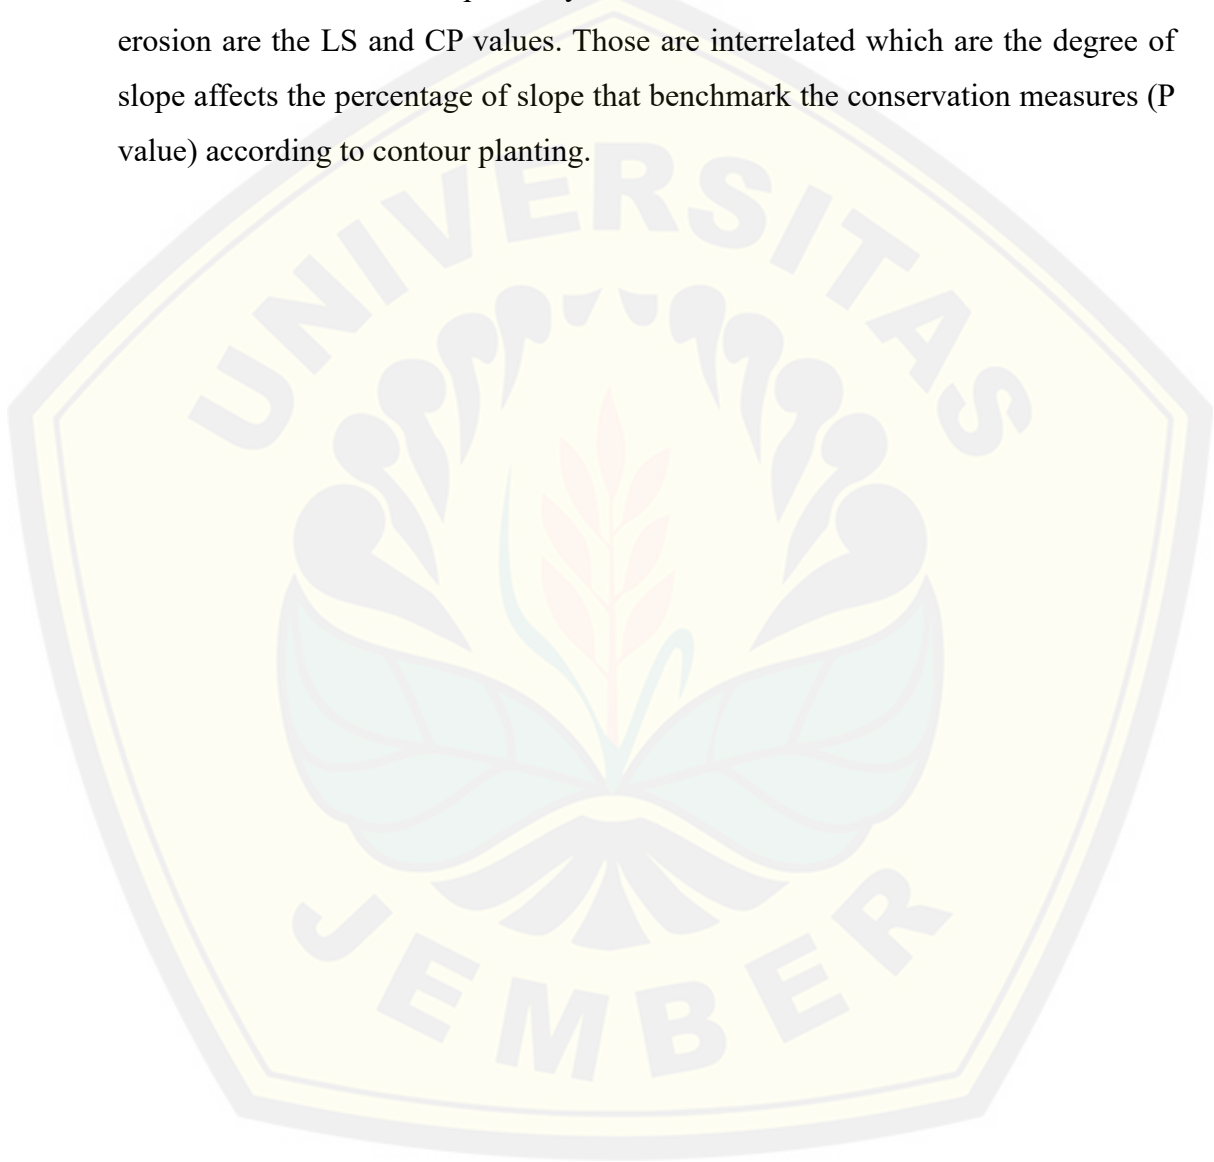 erosion are the LS and CP values. Those are interrelated which are the degree of
slope affects the percentage of slope that benchmark the conservation measures (P
value) according to contour planting.
UNIVERSITAS
JEMBER